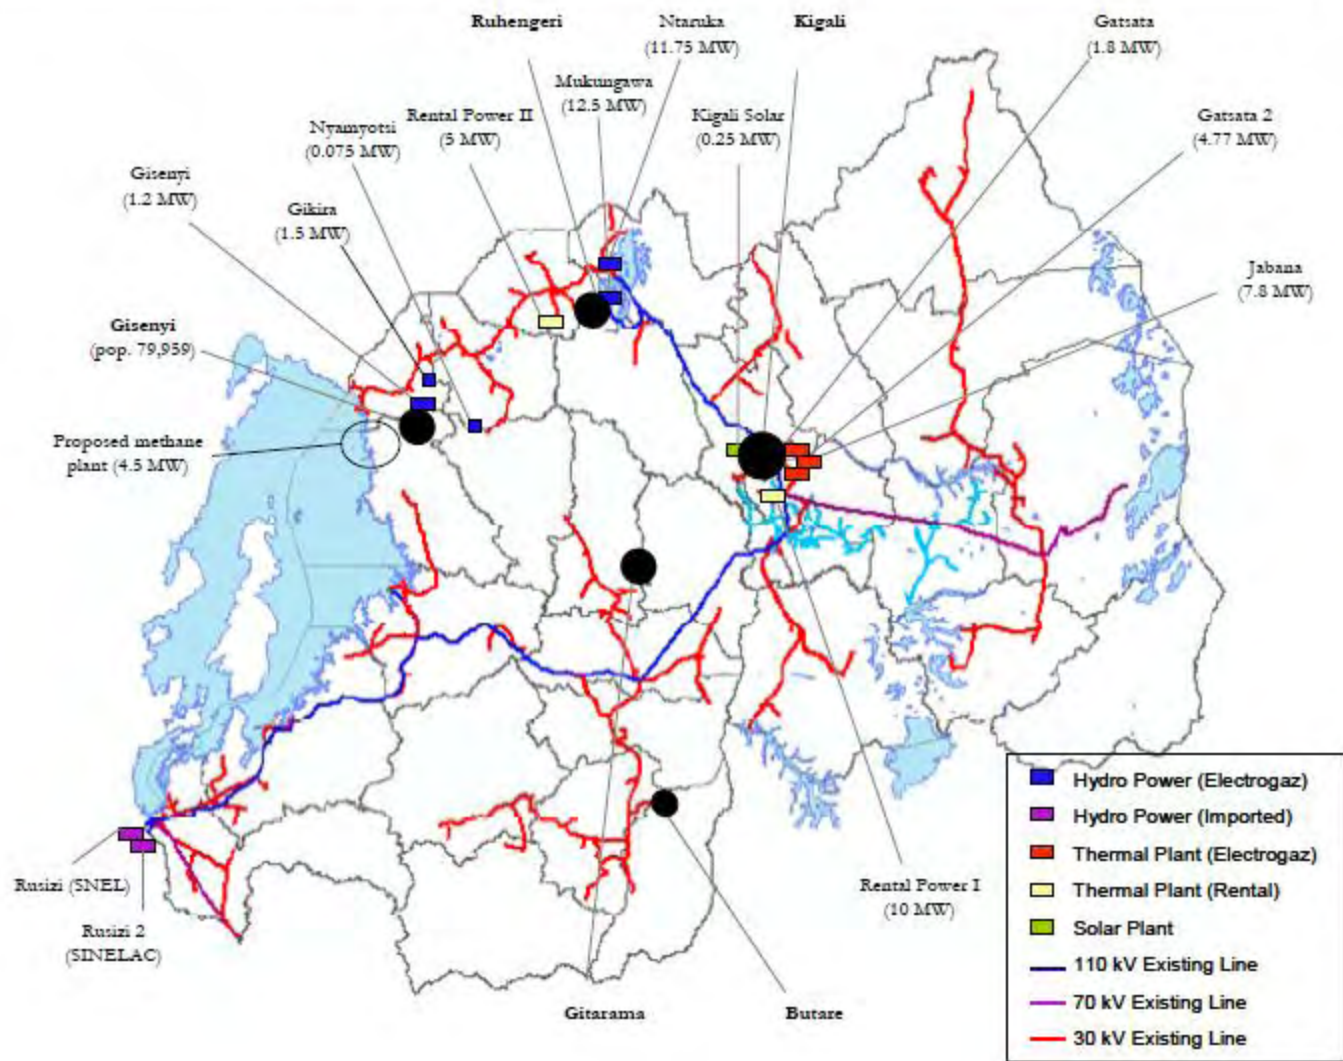 Ruhengeri
Ntaruka
(11.75 MW)
Kigali
Gatsata
(1.8 MW)
Mukungawa
(12.5 MW)
Nyamyotsi
(0.075 MW)
Rental Power II
(5 MW)
Kigali Solar
(0.25 MW)
Gatsata 2
(4.77 MW)
Gisenyi
(1.2 MW)
Gikira
(1.5 MW)
Jabana
(7.8 MW)
Gisenyi
(pop. 79,959)
Proposed methane
plant (4.5 MW)
Rusizi (SNEL)
Rusizi 2
(SINELAC)
Rental Power I
(10 MW)
Gitarama
Butare
Hydro Power (Electrogaz)
Hydro Power (Imported)
Thermal Plant (Electrogaz)
Thermal Plant (Rental)
Solar Plant
110 kV Existing Line
70 kV Existing Line
30 kV Existing Line